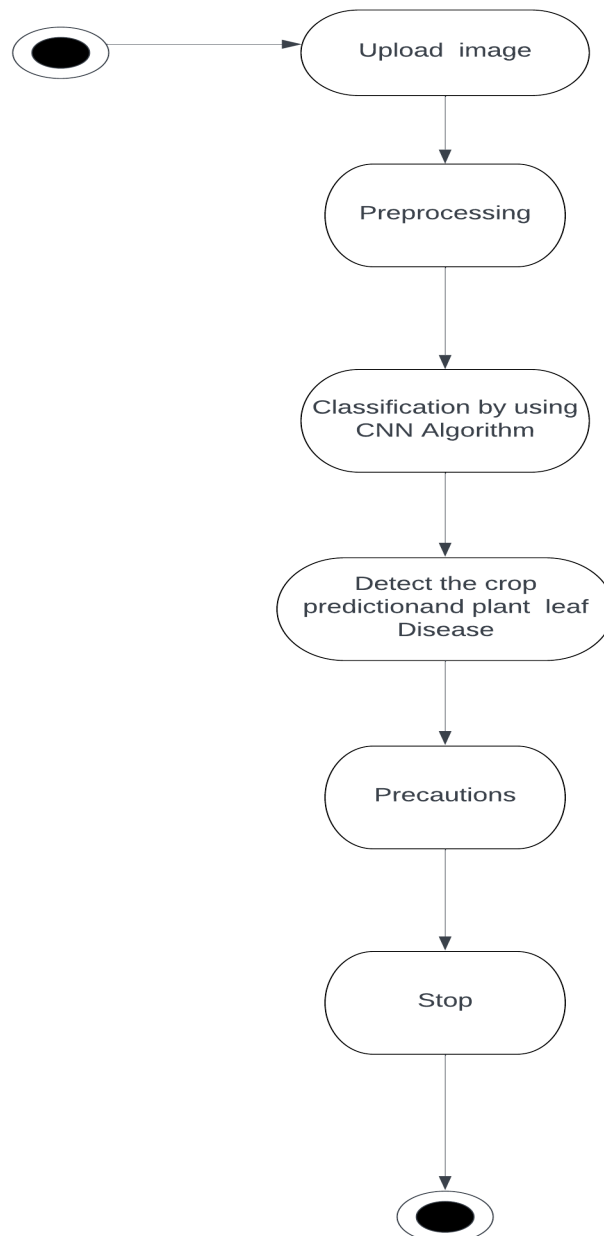 Upload  image
Preprocessing
Classification by using
CNN Algorithm
Detect the crop
predictionand plant  leaf
Disease
Precautions
Stop